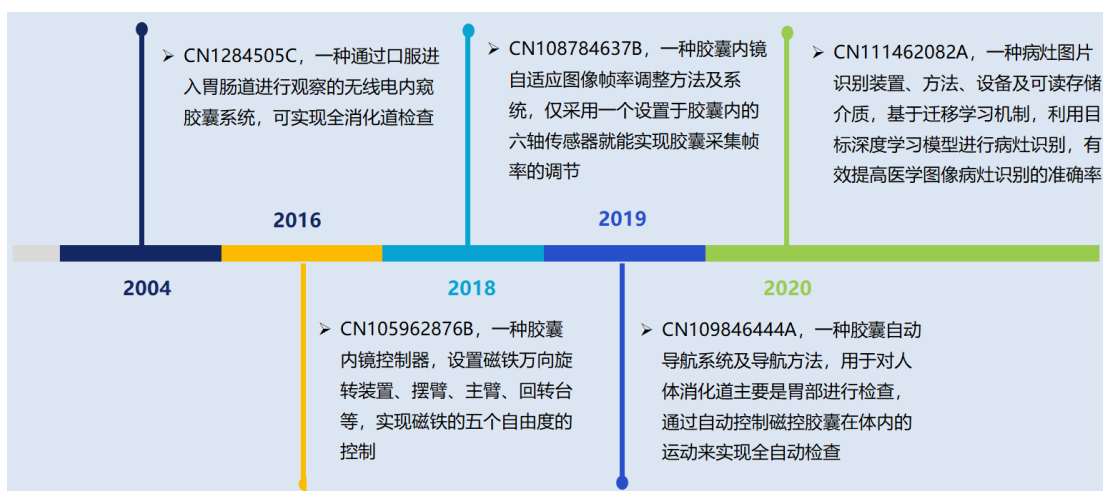 ➢ CN1284505C，一种通过口服进
入胃肠道进行观察的无线电内窥
胶囊系统，可实现全消化道检查
➢ CN108784637B，一种胶囊内镜
自适应图像帧率调整方法及系
统，仅采用一个设置于胶囊内的
六轴传感器就能实现胶囊采集帧
率的调节
➢ CN111462082A，一种病灶图片
识别装置、方法、设备及可读存储
介质，基于迁移学习机制，利用目
标深度学习模型进行病灶识别，有
效提高医学图像病灶识别的准确率
2016
2019
2004
2018
2020
➢ CN105962876B，一种胶囊
内镜控制器，设置磁铁万向旋
转装置、摆臂、主臂、回转台
等，实现磁铁的五个自由度的
控制
➢ CN109846444A，一种胶囊自动
导航系统及导航方法，用于对人
体消化道主要是胃部进行检查，
通过自动控制磁控胶囊在体内的
运动来实现全自动检查